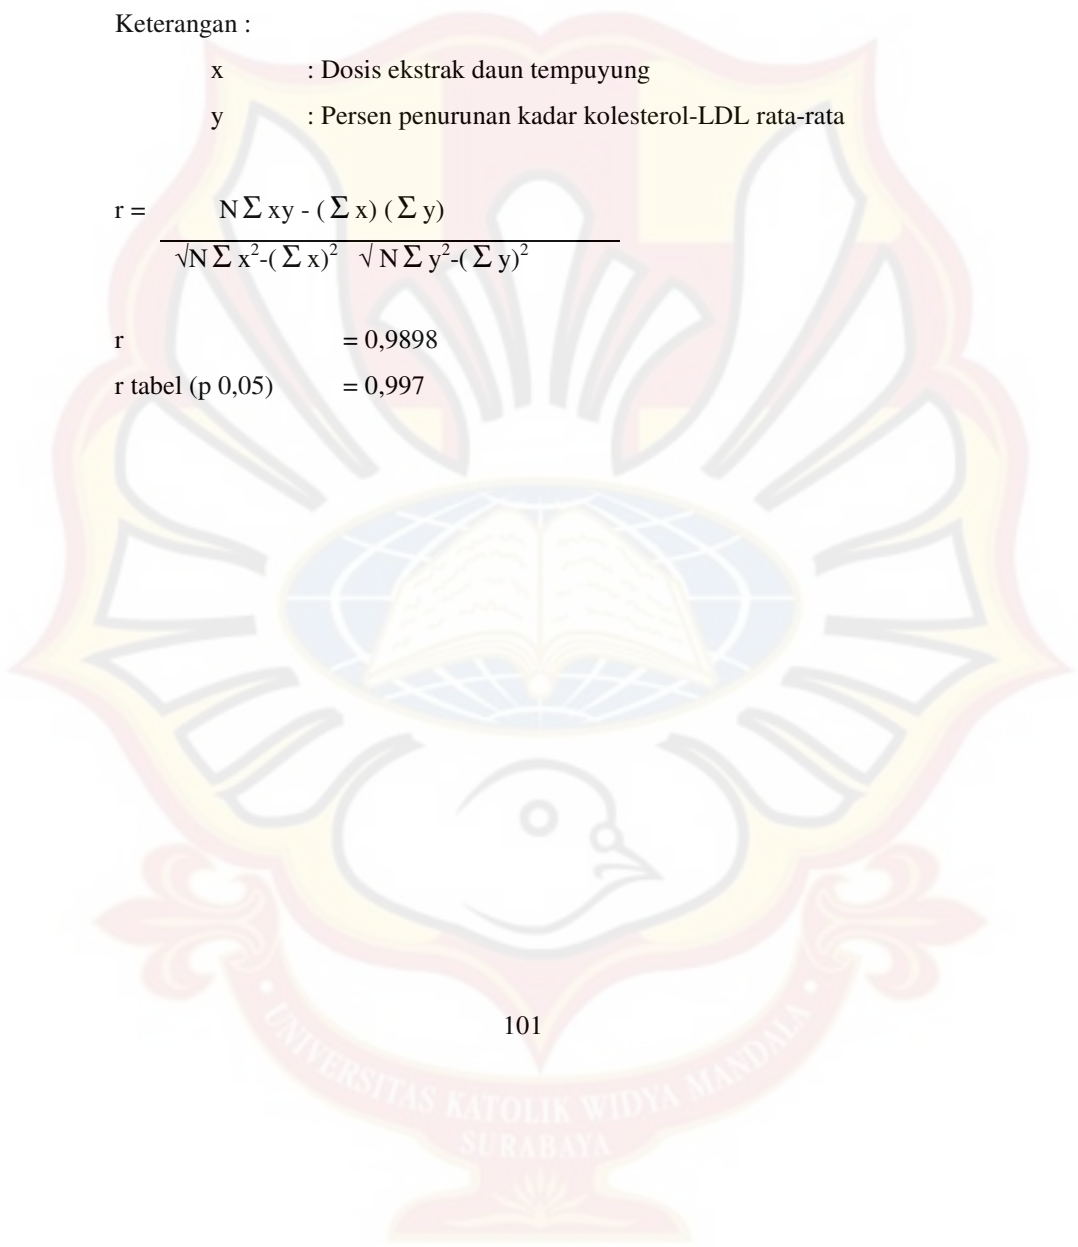 Keterangan :
x : Dosis ekstrak daun tempuyung
y : Persen penurunan kadar kolesterol-LDL rata-rata
r = N Σ xy - ( Σ x) ( Σ y)
√N Σ x²-( Σ x)² √ N Σ y²-( Σ y)²
r = 0,9898
r tabel (p 0,05) = 0,997
101
UNIVERSITAS KATOLIK WIDYA MANDALA
SURABAYA